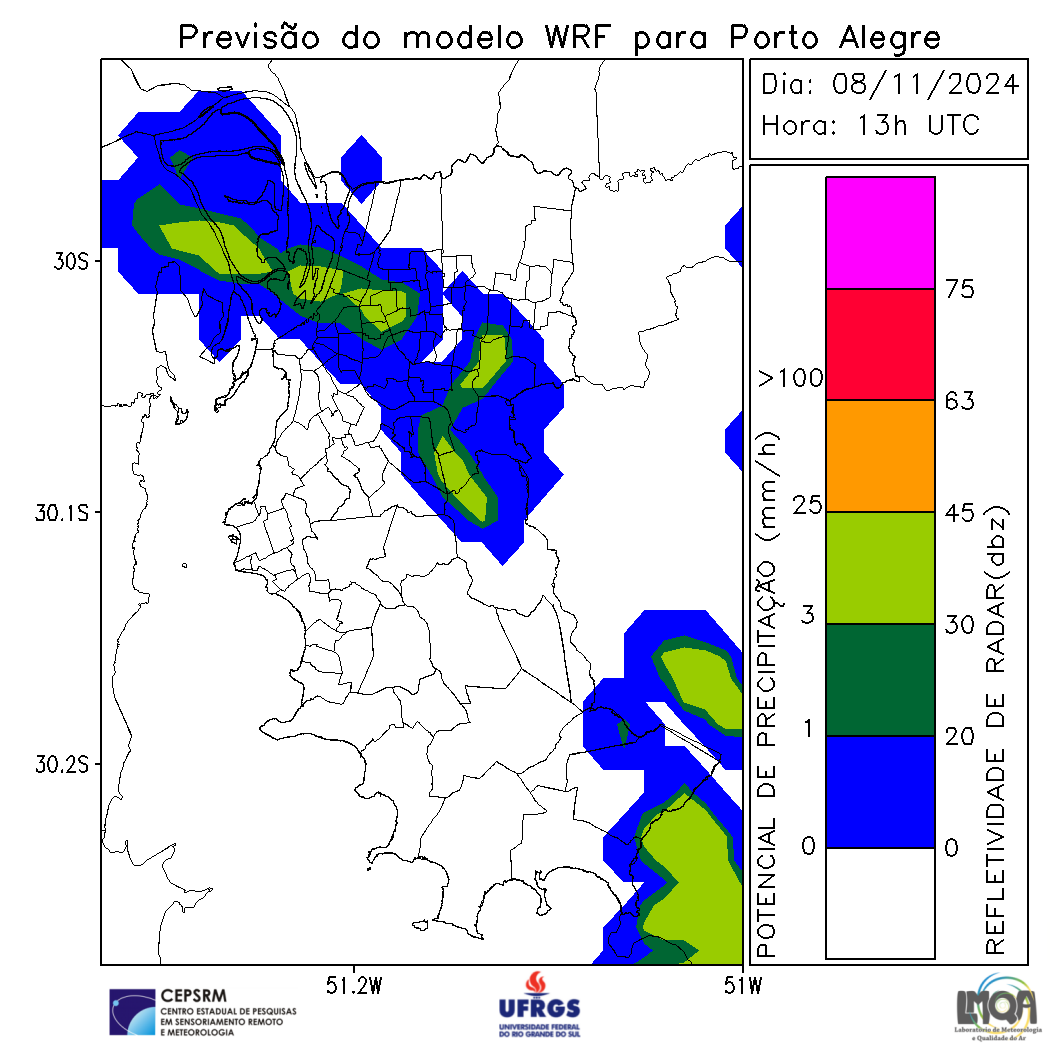 Previsão do modelo WRF para Porto Alegre
Dia: 08/11/2024
Hora: 13h UTC
30S
30.1S
30.2S
51.2W
51W
POTENCIAL DE PRECIPITAÇÃO (mm/h)
>100
25
3
1
0
75
63
45
30
20
0
REFLETIVIDADE DE RADAR(dbz)
CEPSRM
CENTRO ESTADUAL DE PESQUISAS
EM SENSORIAMENTO REMOTO
E METEOROLOGIA
UFRGS
UNIVERSIDADE FEDERAL
DO RIO GRANDE DO SUL
LMQA
Laboratório de Meteorologia
e Qualidade do Ar